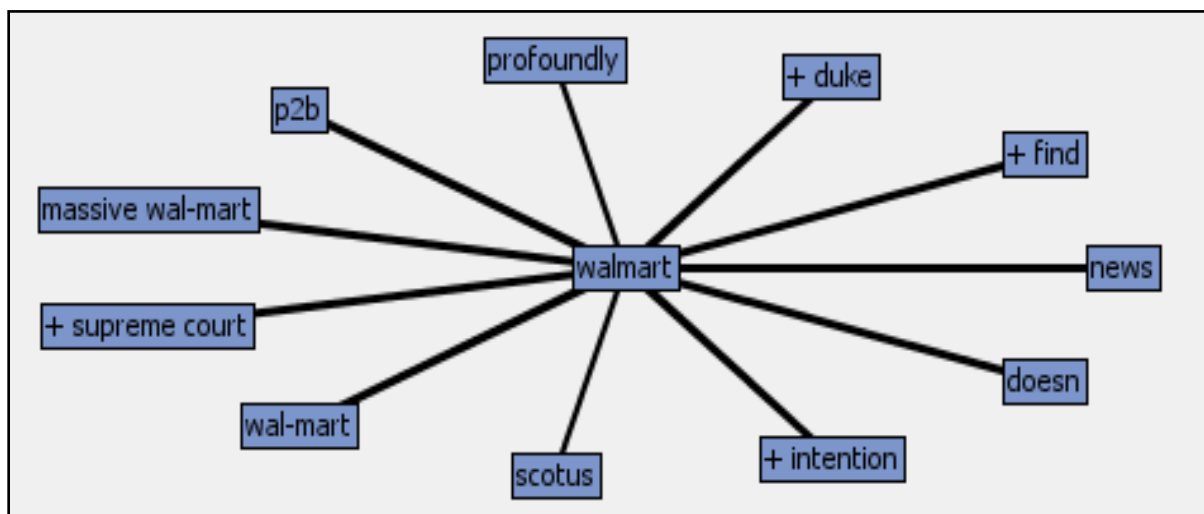 profoundly
+ duke
p2b
+ find
massive wal-mart
walmart
news
+ supreme court
doesn
wal-mart
+ intention
scotus